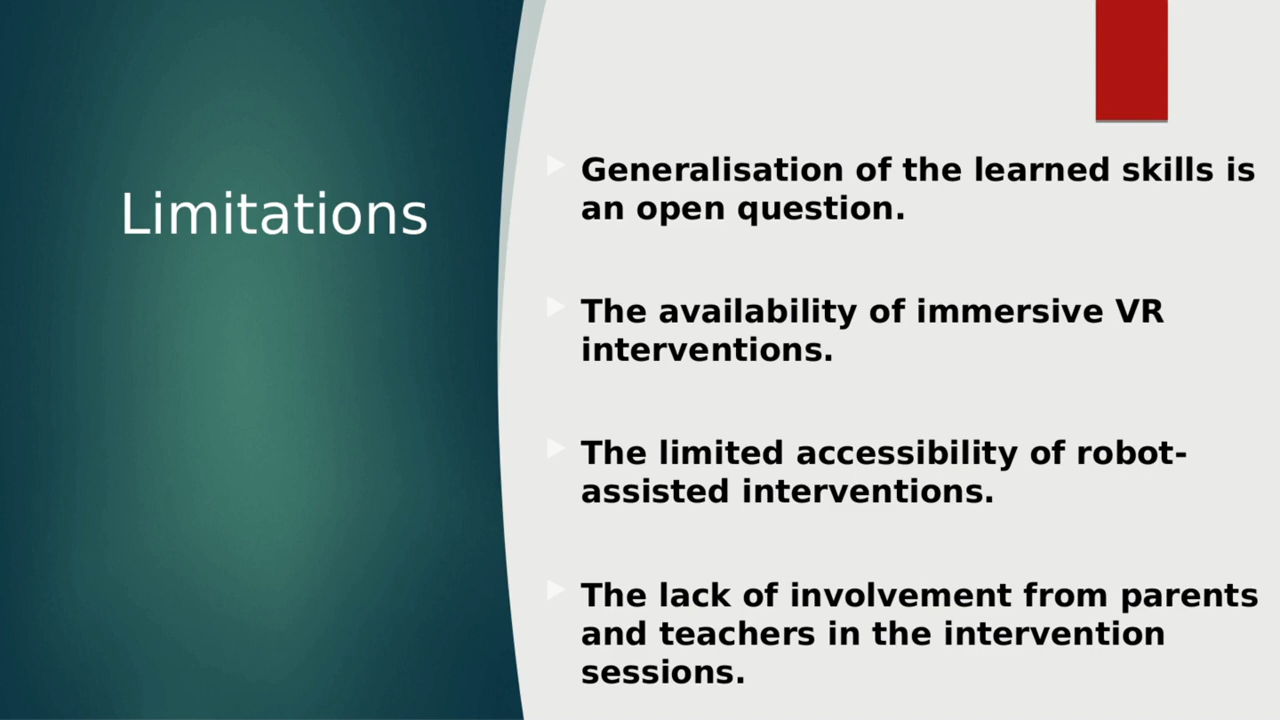 Limitations
Generalisation of the learned skills is
an open question.
The availability of immersive VR
interventions.
The limited accessibility of robot-
assisted interventions.
The lack of involvement from parents
and teachers in the intervention
sessions.